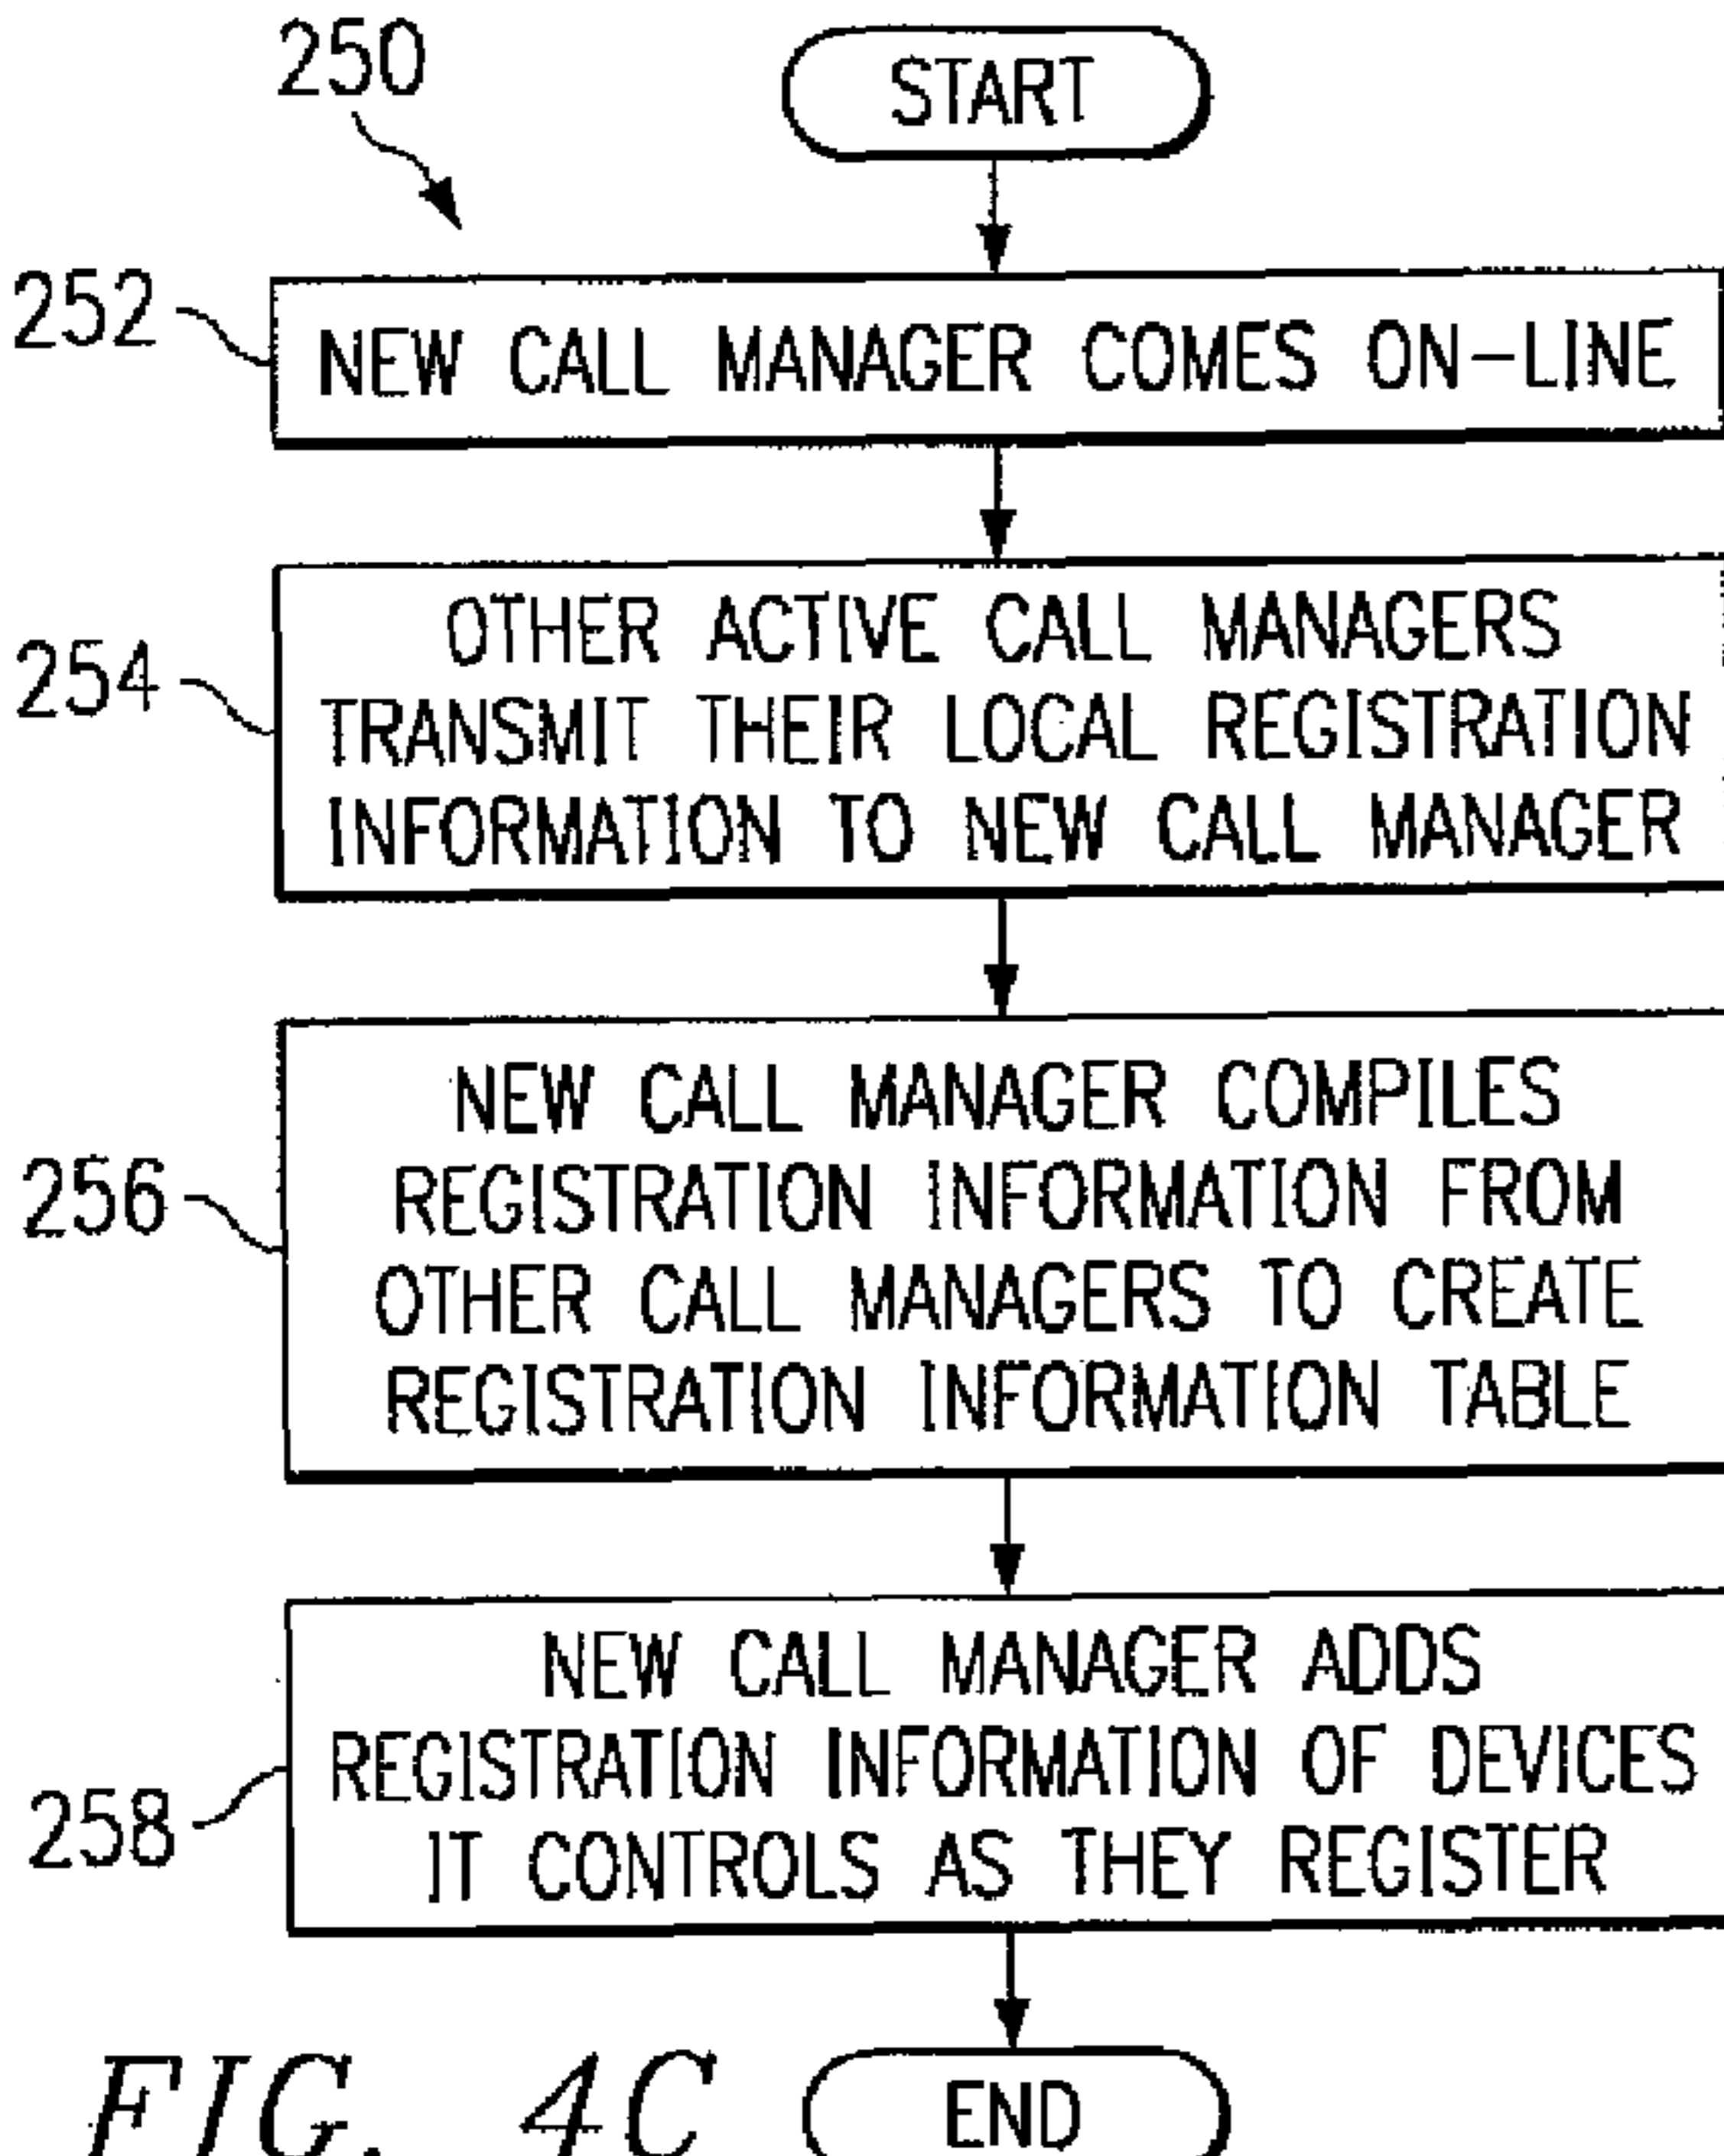 250
START
252
NEW CALL MANAGER COMES ON-LINE
254
OTHER ACTIVE CALL MANAGERS
TRANSMIT THEIR LOCAL REGISTRATION
INFORMATION TO NEW CALL MANAGER
256
NEW CALL MANAGER COMPILES
REGISTRATION INFORMATION FROM
OTHER CALL MANAGERS TO CREATE
REGISTRATION INFORMATION TABLE
258
NEW CALL MANAGER ADDS
REGISTRATION INFORMATION OF DEVICES
IT CONTROLS AS THEY REGISTER
FIG. 4C
END